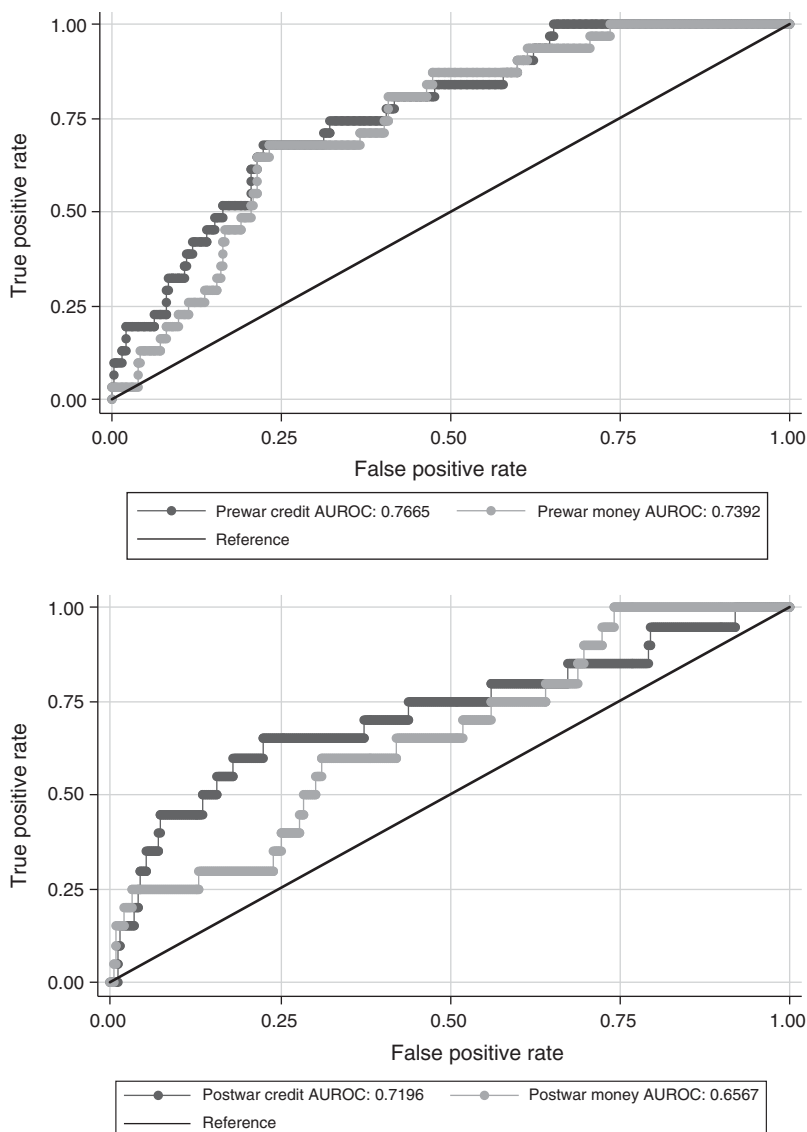 1.00
0.75
0.50
0.25
0.00
True positive rate
0.00 0.25 0.50 0.75 1.00
False positive rate
Prewar credit AUROC: 0.7665 Prewar money AUROC: 0.7392
Reference
1.00
0.75
0.50
0.25
0.00
True positive rate
0.00 0.25 0.50 0.75 1.00
False positive rate
Postwar credit AUROC: 0.7196 Postwar money AUROC: 0.6567
Reference